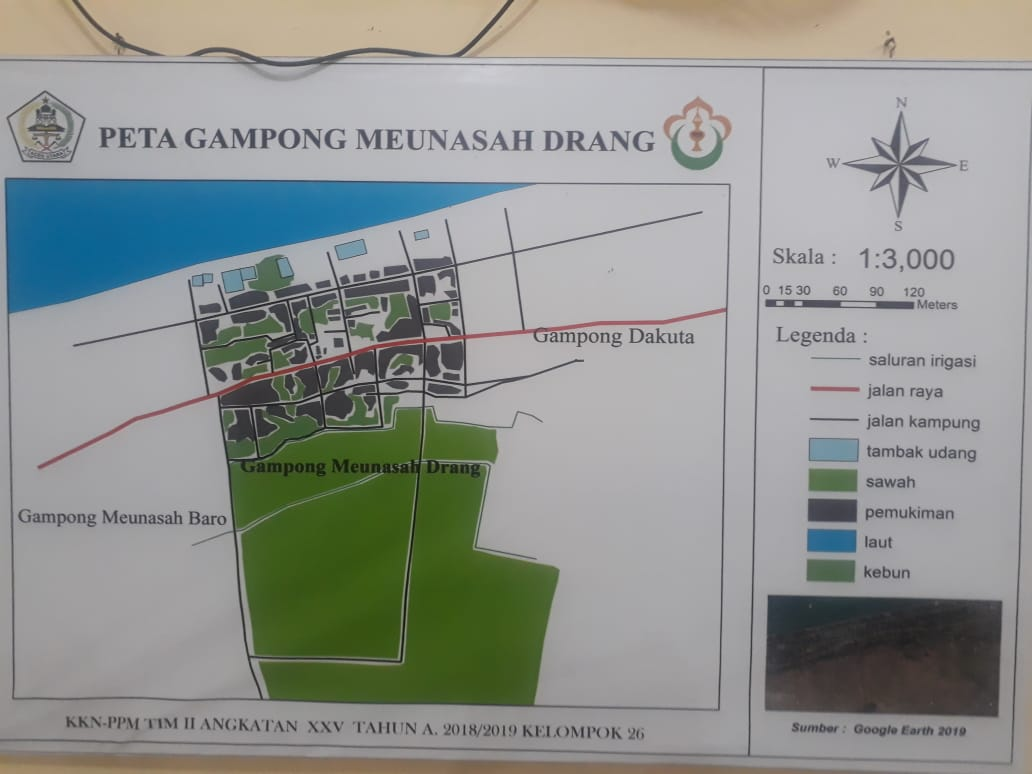 PETA GAMPONG MEUNASAH DRANG
Gampong Dakuta
Gampong Meunasah Drang
Gampong Meunasah Baro
KKN-PPM TIM II ANGKATAN XXV TAHUN A. 2018/2019 KELOMPOK 26
N
W E
S
Skala : 1:3,000
0 15 30 60 90 120
Meters
Legenda :
saluran irigasi
jalan raya
jalan kampung
tambak udang
sawah
pemukiman
laut
kebun
Sumber : Google Earth 2019